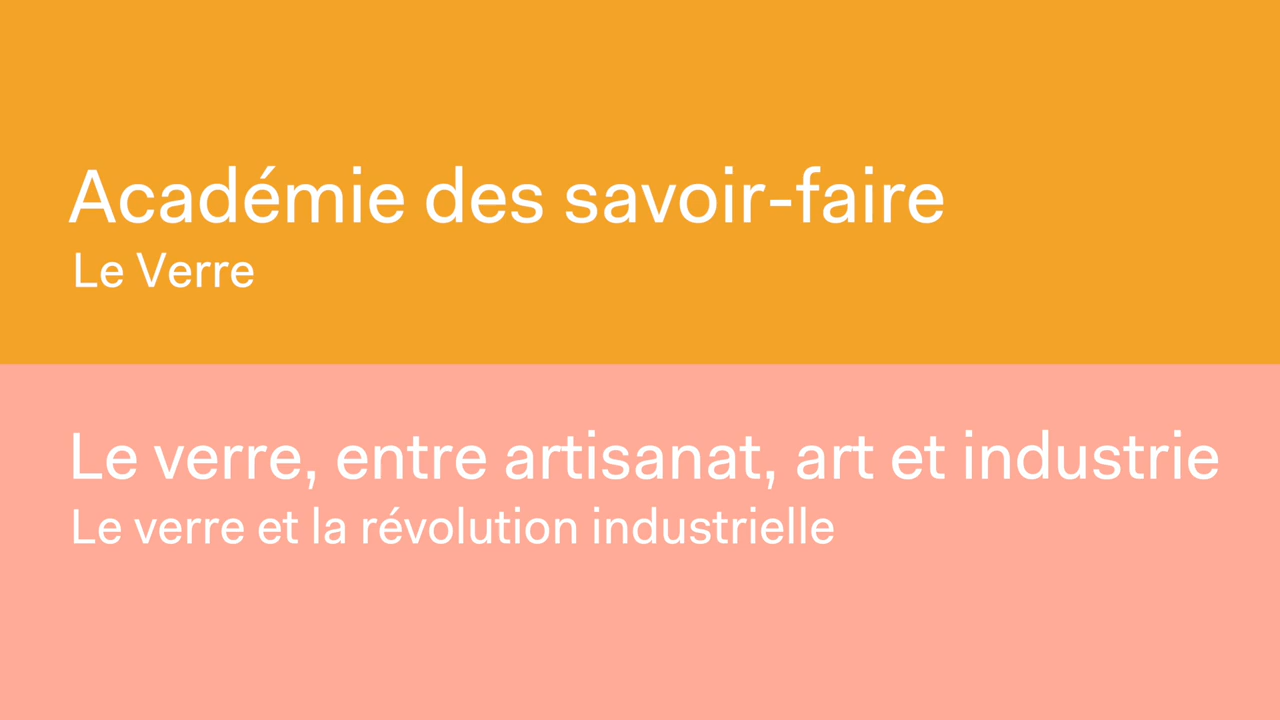 Académie des savoir-faire
Le Verre
Le verre, entre artisanat, art et industrie
Le verre et la révolution industrielle